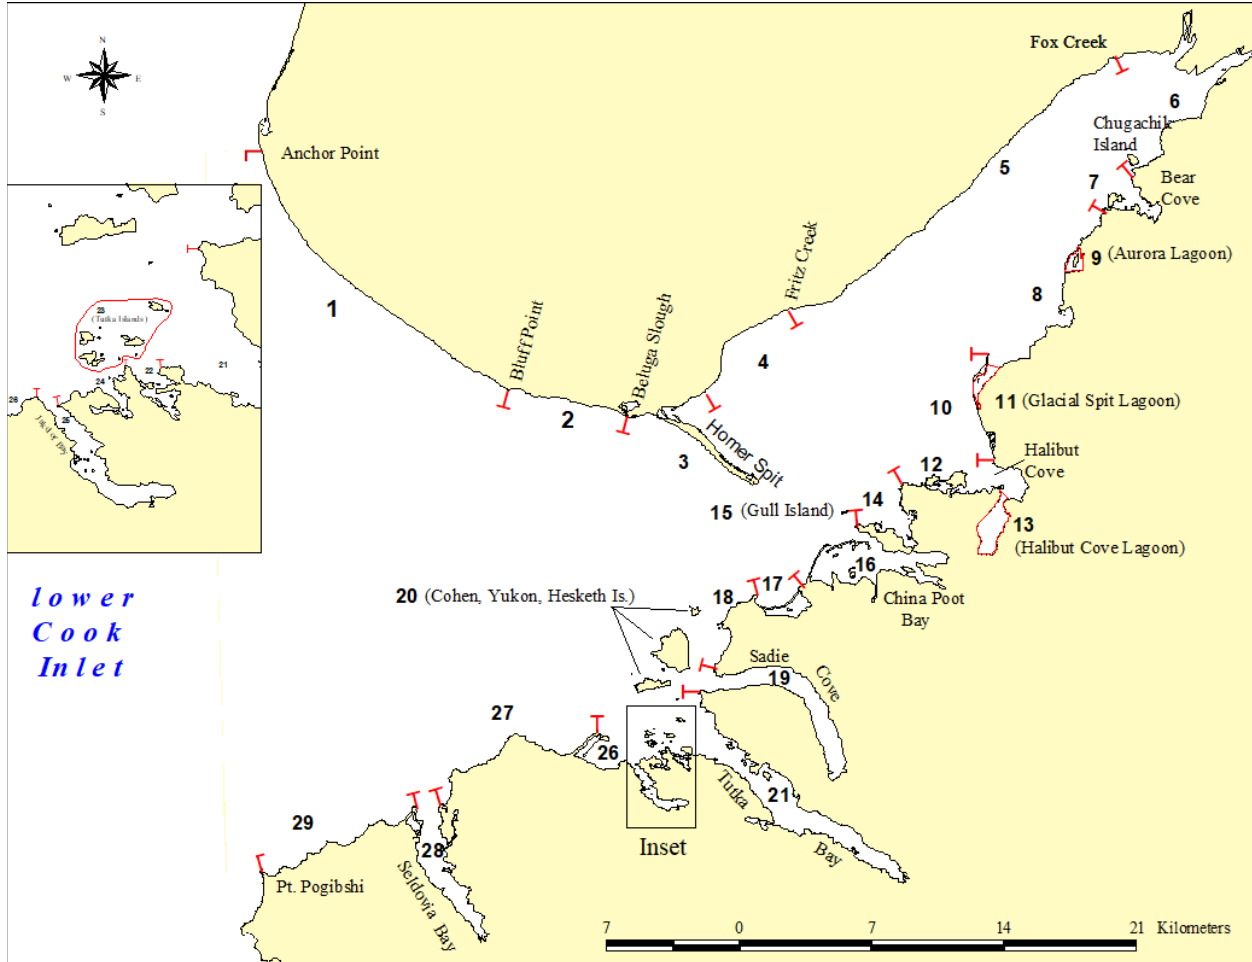 N
W E
S
Fox Creek
6
Chugachik
Island
Anchor Point
5
7
Bear
Cove
9 (Aurora Lagoon)
8
1
Fritz Creek
Bluff Point
Beluga Slough
4
2
10
11 (Glacial Spit Lagoon)
3
Homer Spit
12
Halibut
Cove
14
15 (Gull Island)
13
(Halibut Cove Lagoon)
16
17
China Poot
Bay
18
20 (Cohen, Yukon, Hesketh Is.)
Sadie
Cove
19
23
(Tutka Islands)
21
22
24
28
25
lower
Cook
Inlet
27
26
Tutka
Bay
21
Inset
29
28
Seldovia Bay
Pt. Pogibshi
7 0 7 14 21 Kilometers